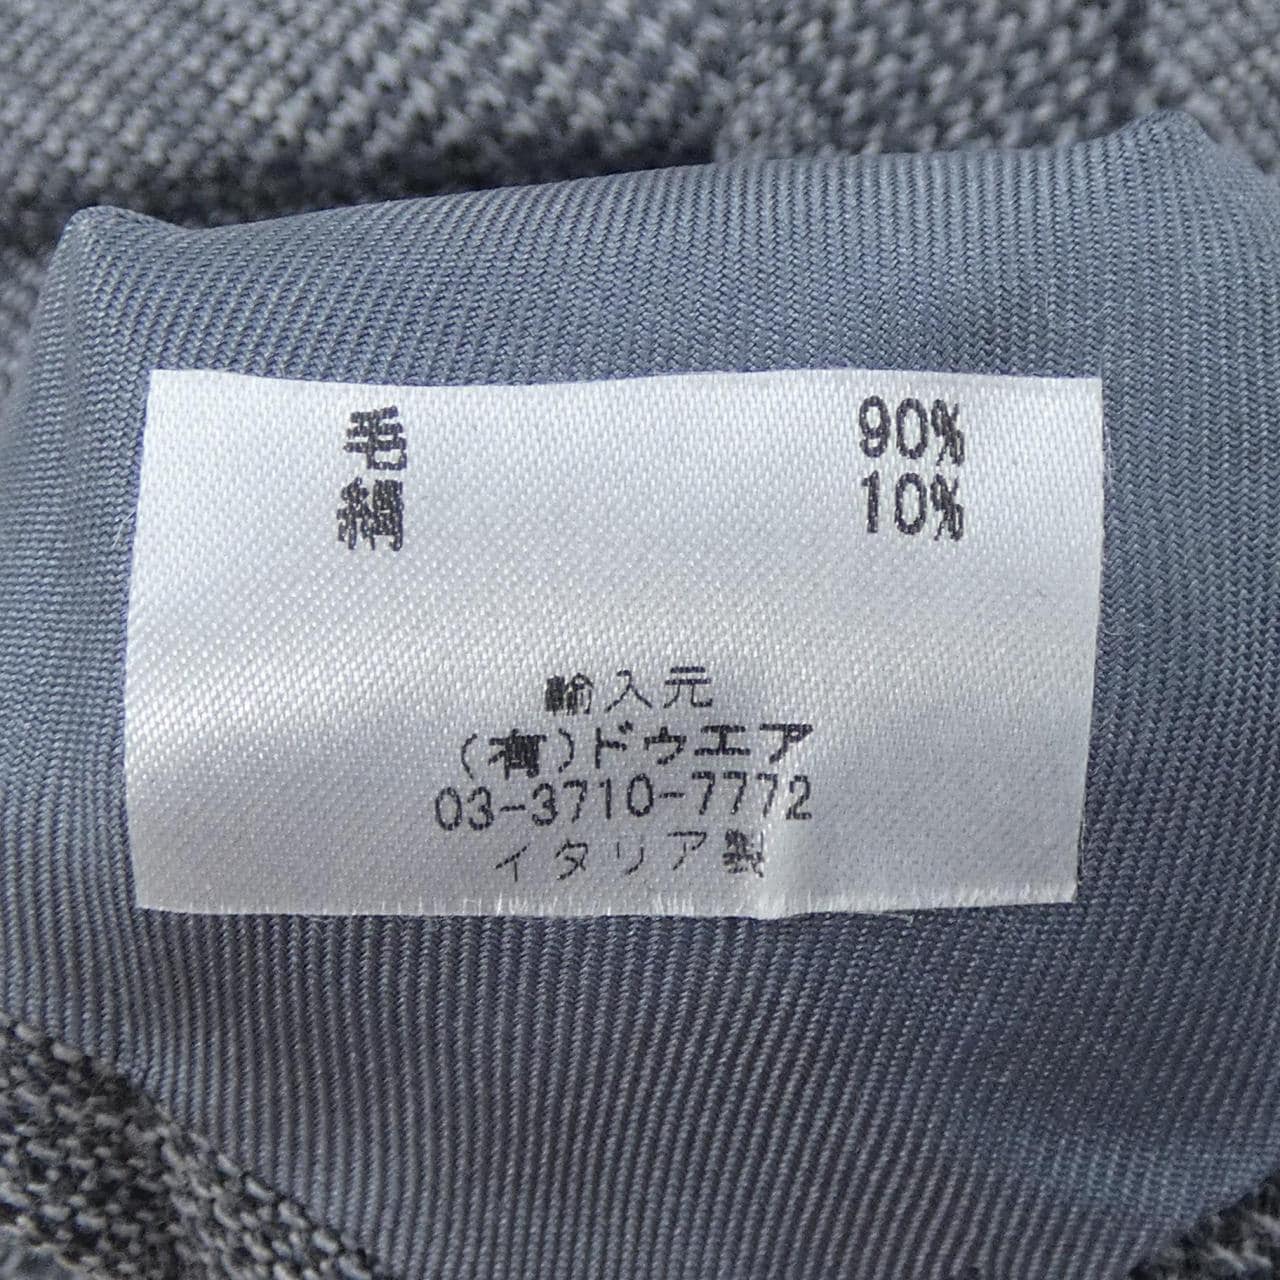 毛 90%
絹 10%
輸入元
(有)ドゥエア
03-3710-7772
イタリア製